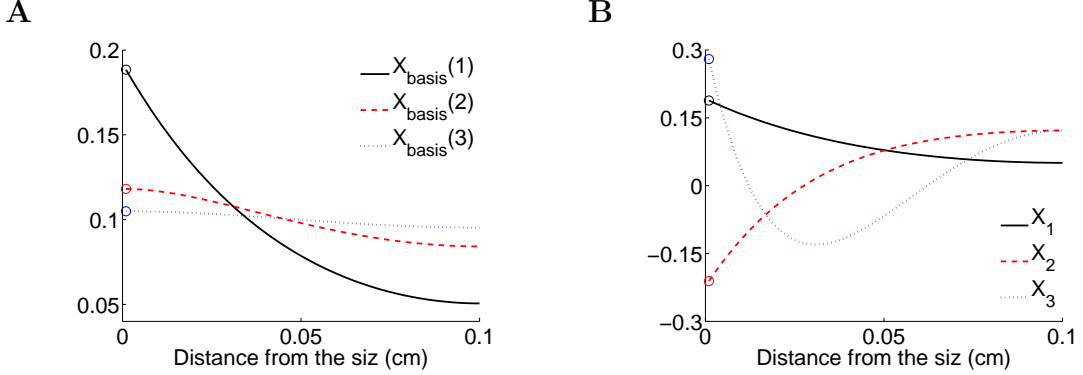 A
0.2
0.15
0.1
0.05
0
0.05
0.1
Distance from the siz (cm)
X_basis(1)
X_basis(2)
X_basis(3)
B
0.3
0.15
0
−0.15
−0.3
0
0.05
0.1
Distance from the siz (cm)
X_1
X_2
X_3